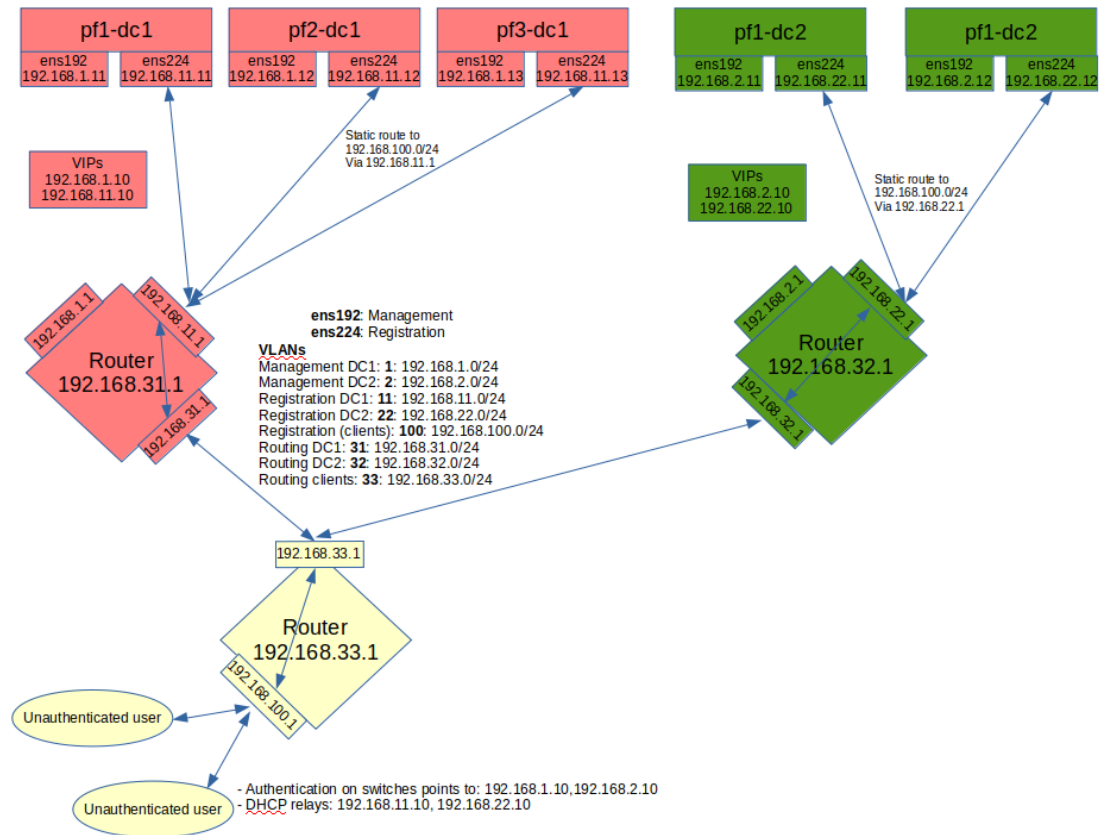 pf1-dc1
ens192
192.168.1.11
ens224
192.168.11.11
pf2-dc1
ens192
192.168.1.12
ens224
192.168.11.12
pf3-dc1
ens192
192.168.1.13
ens224
192.168.11.13
pf1-dc2
ens192
192.168.2.11
ens224
192.168.22.11
pf1-dc2
ens192
192.168.2.12
ens224
192.168.22.12
Static route to
192.168.100.0/24
Via 192.168.11.1
VIPs
192.168.1.10
192.168.11.10
VIPs
192.168.2.10
192.168.22.10
Static route to
192.168.100.0/24
Via 192.168.22.1
192.168.1.1
192.168.11.1
Router
192.168.31.1
192.168.31.1
192.168.2.1
192.168.22.1
Router
192.168.32.1
192.168.32.1
ens192: Management
ens224: Registration
VLANs
Management DC1: 1: 192.168.1.0/24
Management DC2: 2: 192.168.2.0/24
Registration DC1: 11: 192.168.11.0/24
Registration DC2: 22: 192.168.22.0/24
Registration (clients): 100: 192.168.100.0/24
Routing DC1: 31: 192.168.31.0/24
Routing DC2: 32: 192.168.32.0/24
Routing clients: 33: 192.168.33.0/24
192.168.33.1
Router
192.168.33.1
192.168.100.1
Unauthenticated user
Unauthenticated user
- Authentication on switches points to: 192.168.1.10,192.168.2.10
- DHCP relays: 192.168.11.10, 192.168.22.10